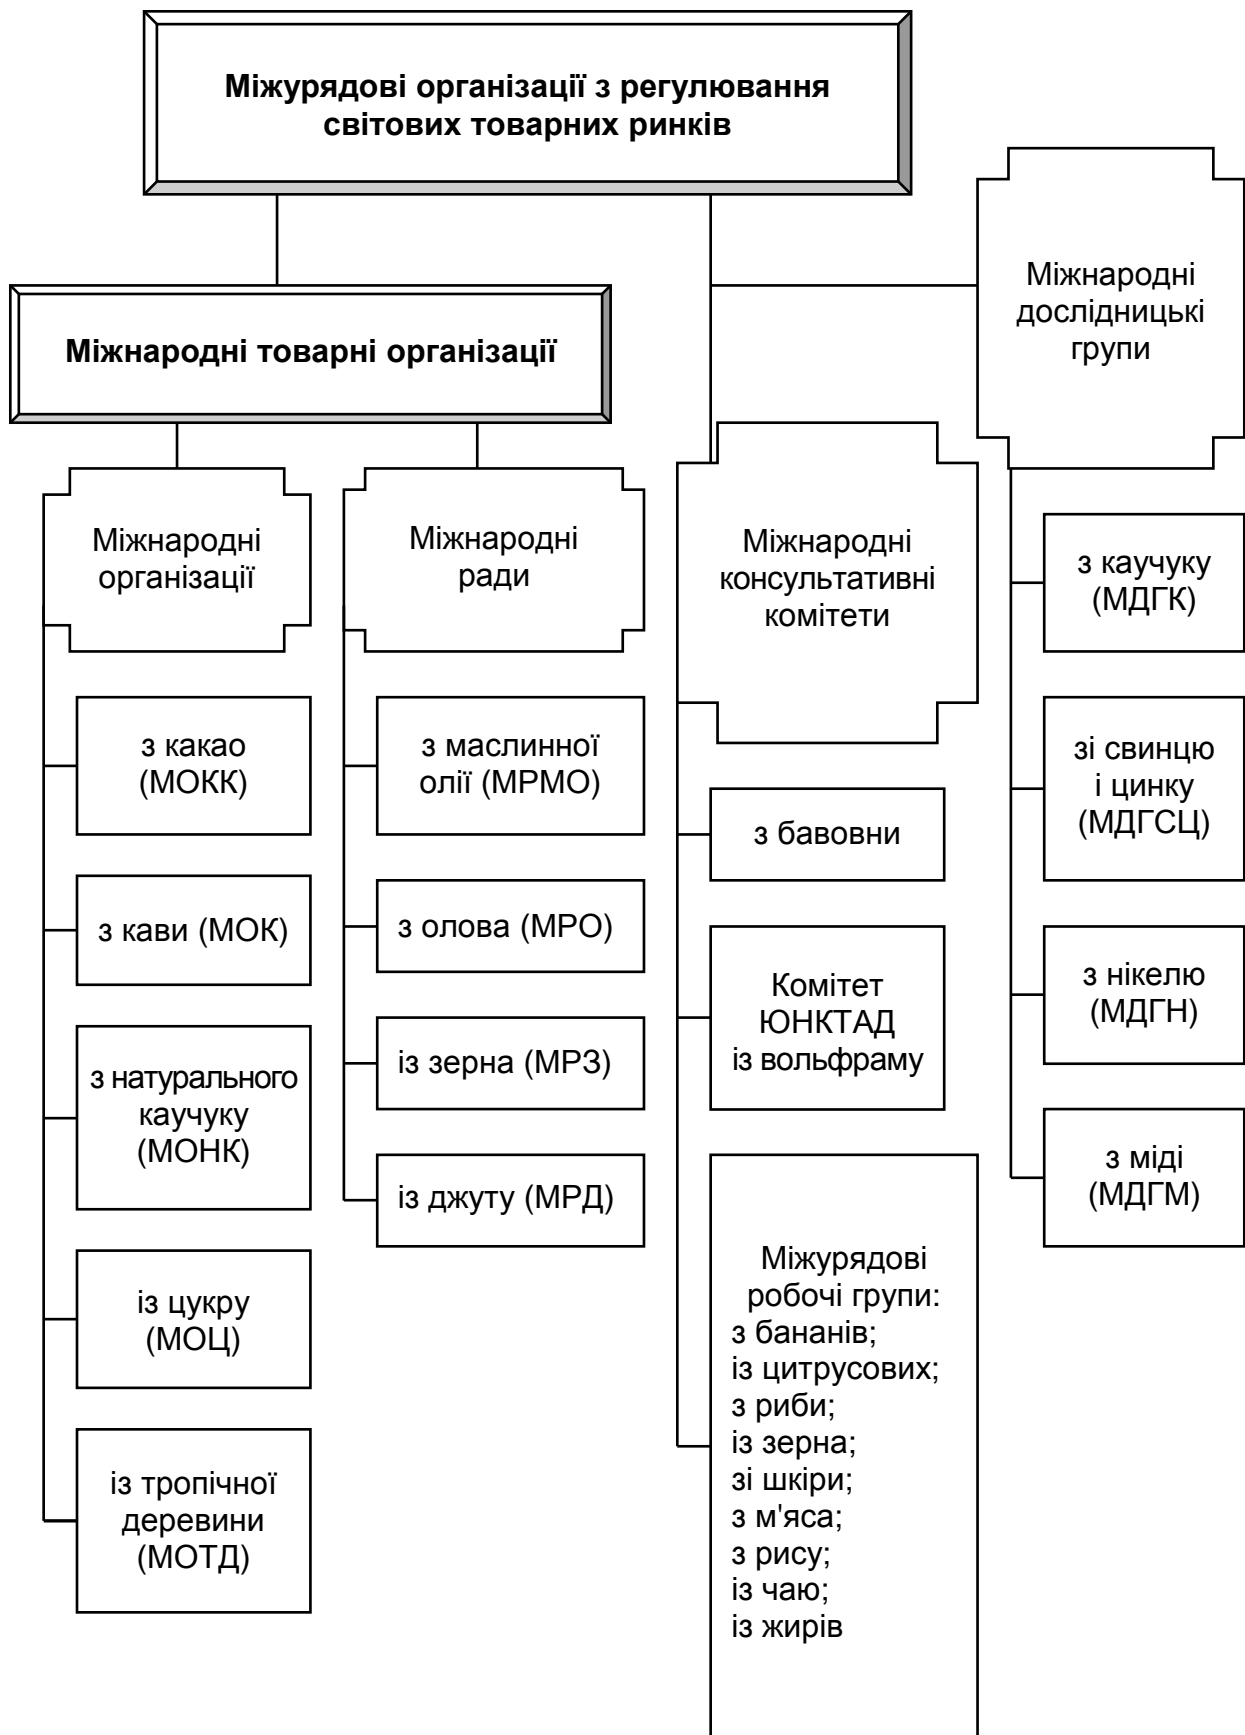 Міжурядові організації з регулювання
світових товарних ринків
Міжнародні товарні організації
Міжнародні
організації
з какао
(МОКК)
з кави (МОК)
з натурального
каучуку
(МОНК)
із цукру
(МОЦ)
із тропічної
деревини
(МОТД)
Міжнародні
ради
з маслинної
олії (МРМО)
з олова (МРО)
із зерна (МРЗ)
із джуту (МРД)
Міжнародні
консультативні
комітети
з бавовни
Комітет
ЮНКТАД
із вольфраму
Міжурядові
робочі групи:
з бананів;
із цитрусових;
з риби;
із зерна;
зі шкіри;
з м'яса;
з рису;
із чаю;
із жирів
Міжнародні
дослідницькі
групи
з каучуку
(МДГК)
зі свинцю
і цинку
(МДГСЦ)
з нікелю
(МДГН)
з міді
(МДГМ)